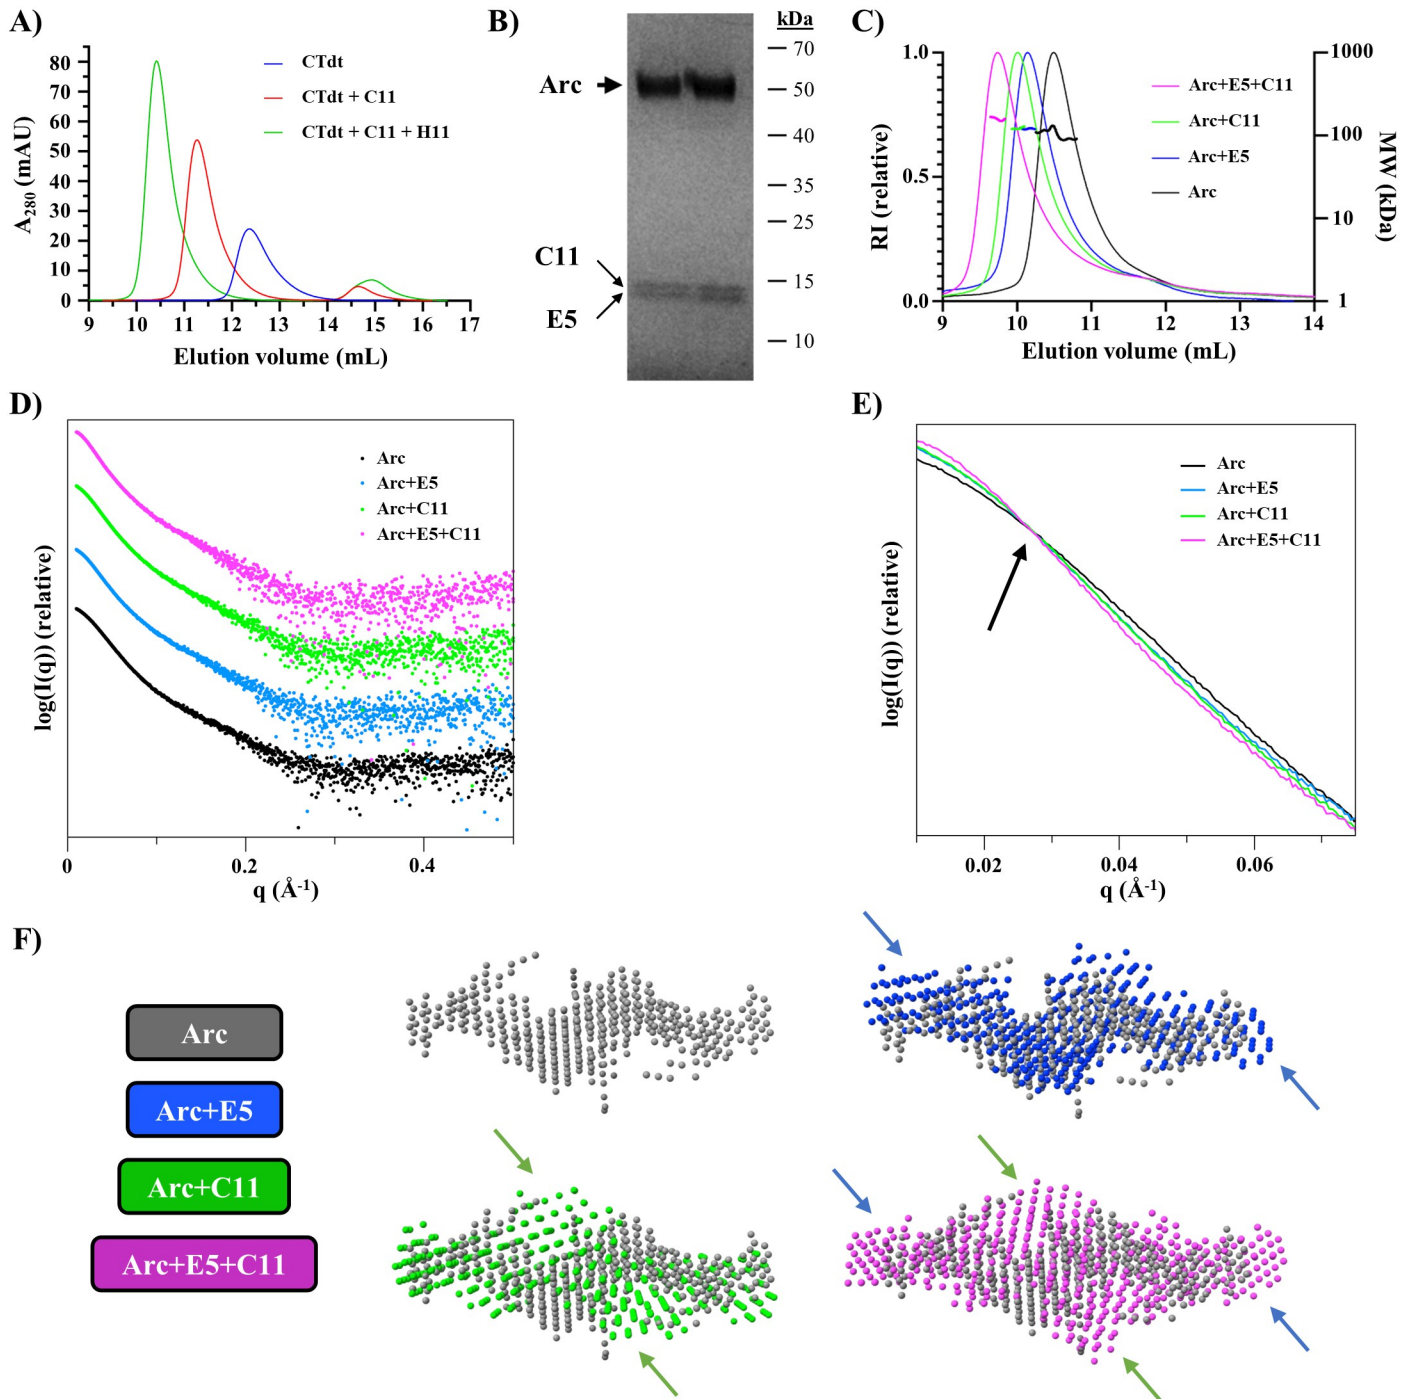 A)
A280 (mAU)
80
70
60
50
40
30
20
10
0
9 10 11 12 13 14 15 16 17
Elution volume (mL)
CTdt
CTdt + C11
CTdt + C11 + H11
B)
kDa
Arc
C11
E5
70
50
40
35
25
15
10
C)
RI (relative)
1.0
0.5
0.0
9 10 11 12 13 14
Elution volume (mL)
1000
100
10
1
MW (kDa)
Arc+E5+C11
Arc+C11
Arc+E5
Arc
D)
log(I(q)) (relative)
Arc
Arc+E5
Arc+C11
Arc+E5+C11
0 0.2 0.4
q (Å-1)
E)
log(I(q)) (relative)
Arc
Arc+E5
Arc+C11
Arc+E5+C11
0.02 0.04 0.06
q (Å-1)
F)
Arc
Arc+E5
Arc+C11
Arc+E5+C11